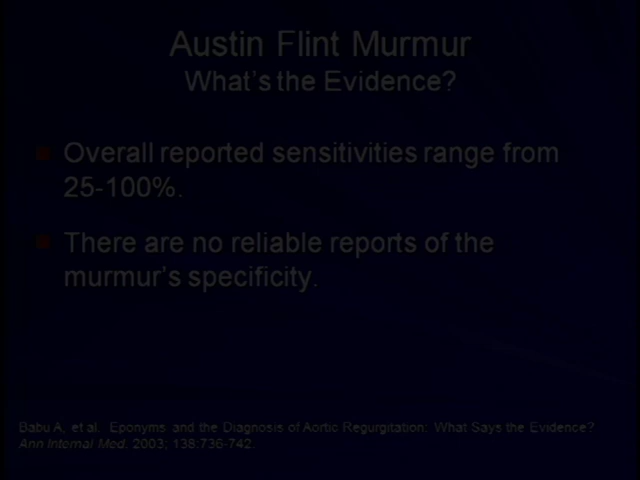 Austin Flint Murmur
What's the Evidence?
Overall reported sensitivities range from
25-100%.
There are no reliable reports of the
murmur's specificity.
Babu A, et al. Eponyms and the Diagnosis of Aortic Regurgitation: What Says the Evidence?
Ann Internal Med. 2003; 138:736-742.